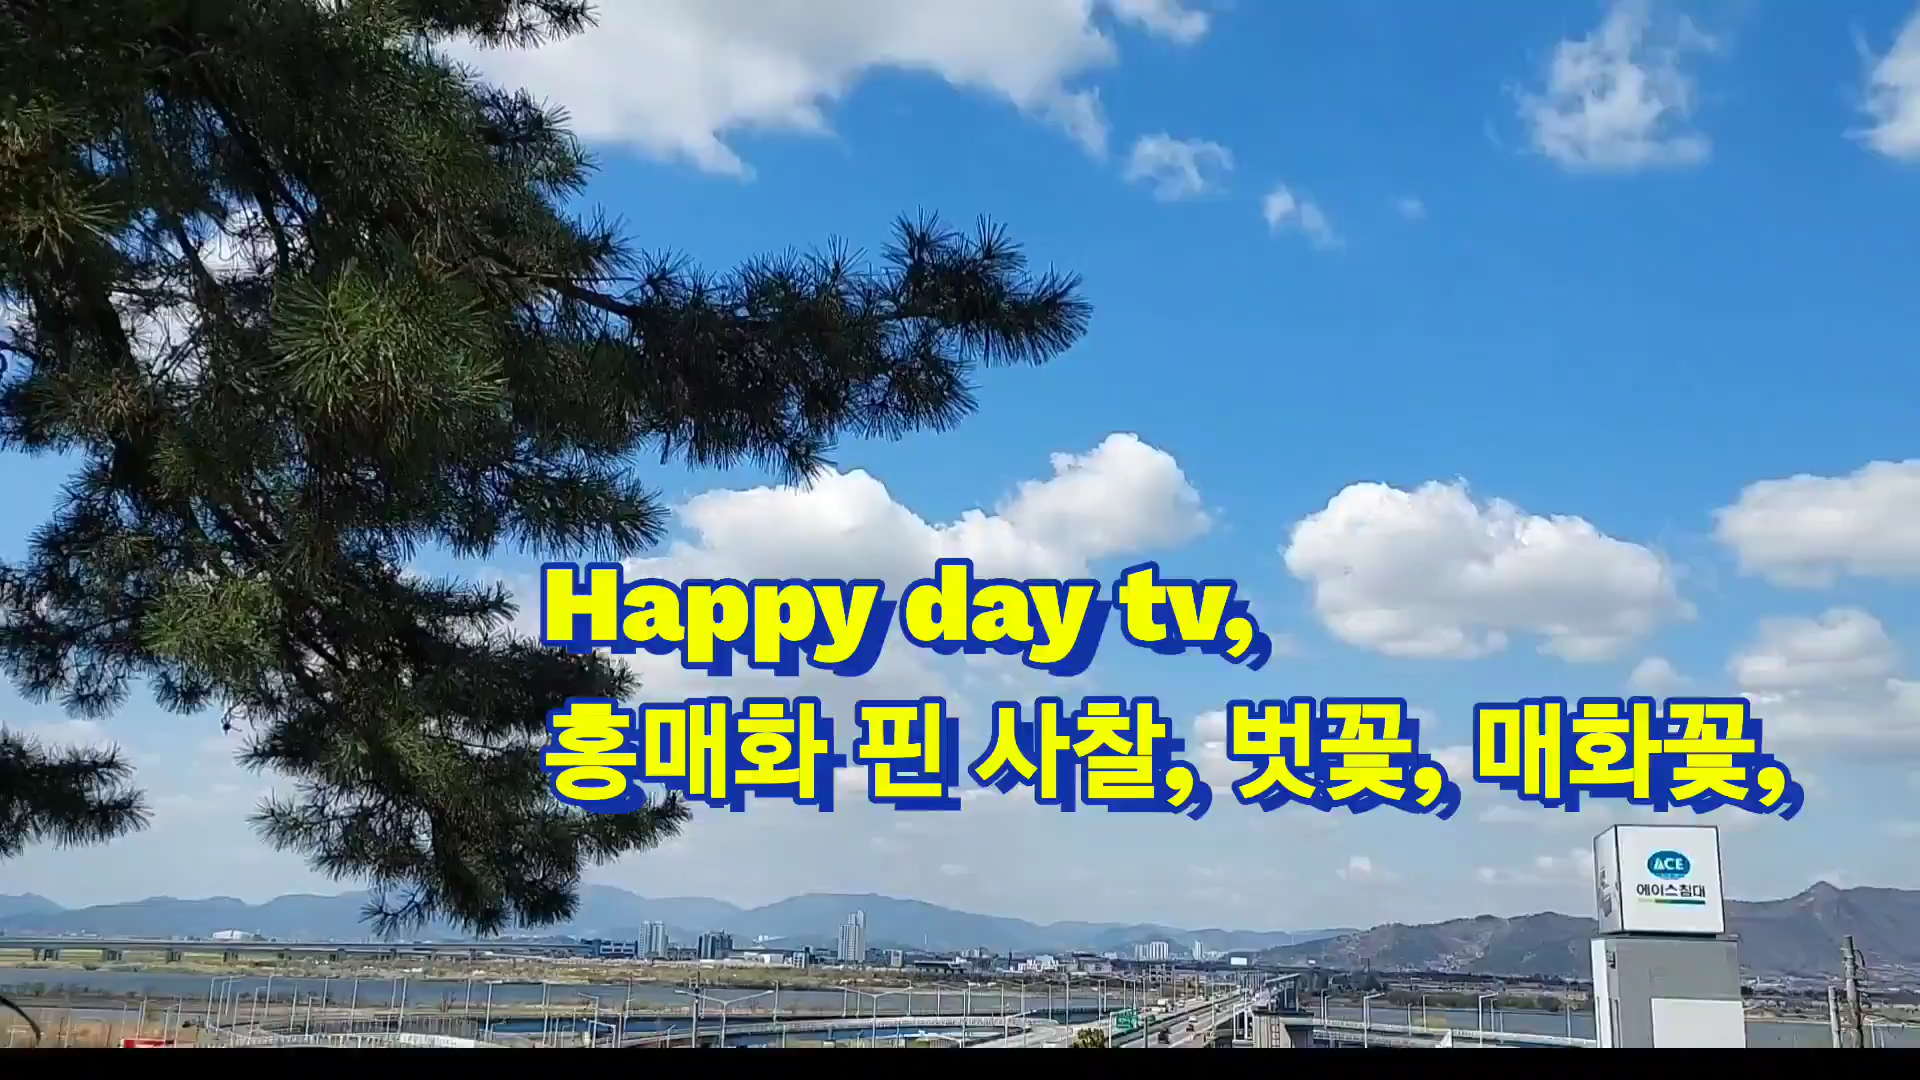 Happy day tv,
홍매화 핀 사찰, 벗꽃, 매화꽃,
ACE
에이스침대